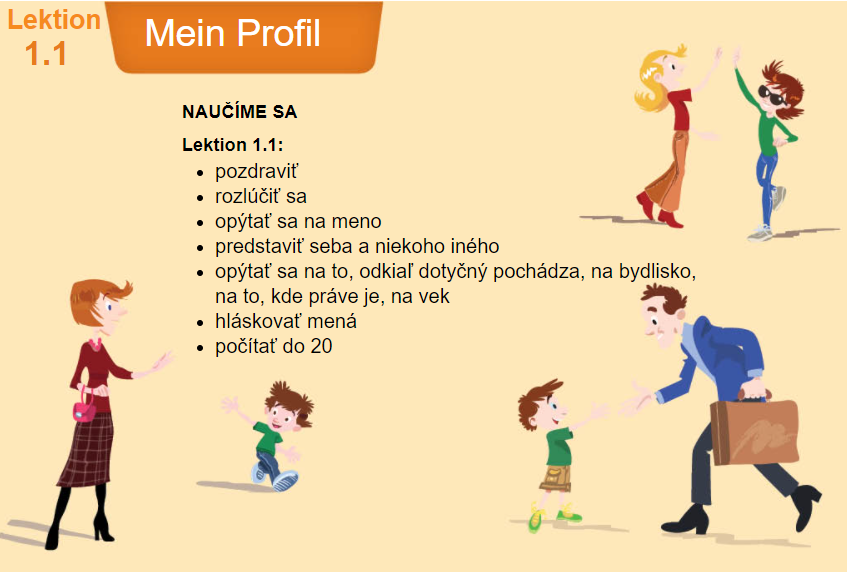 Lektion
1.1
Mein Profil
NAUČÍME SA
Lektion 1.1:
• pozdraviť
• rozlúčiť sa
• opýtať sa na meno
• predstaviť seba a niekoho iného
• opýtať sa na to, odkiaľ dotyčný pochádza, na bydlisko,
na to, kde práve je, na vek
• hláskovať mená
• počítať do 20